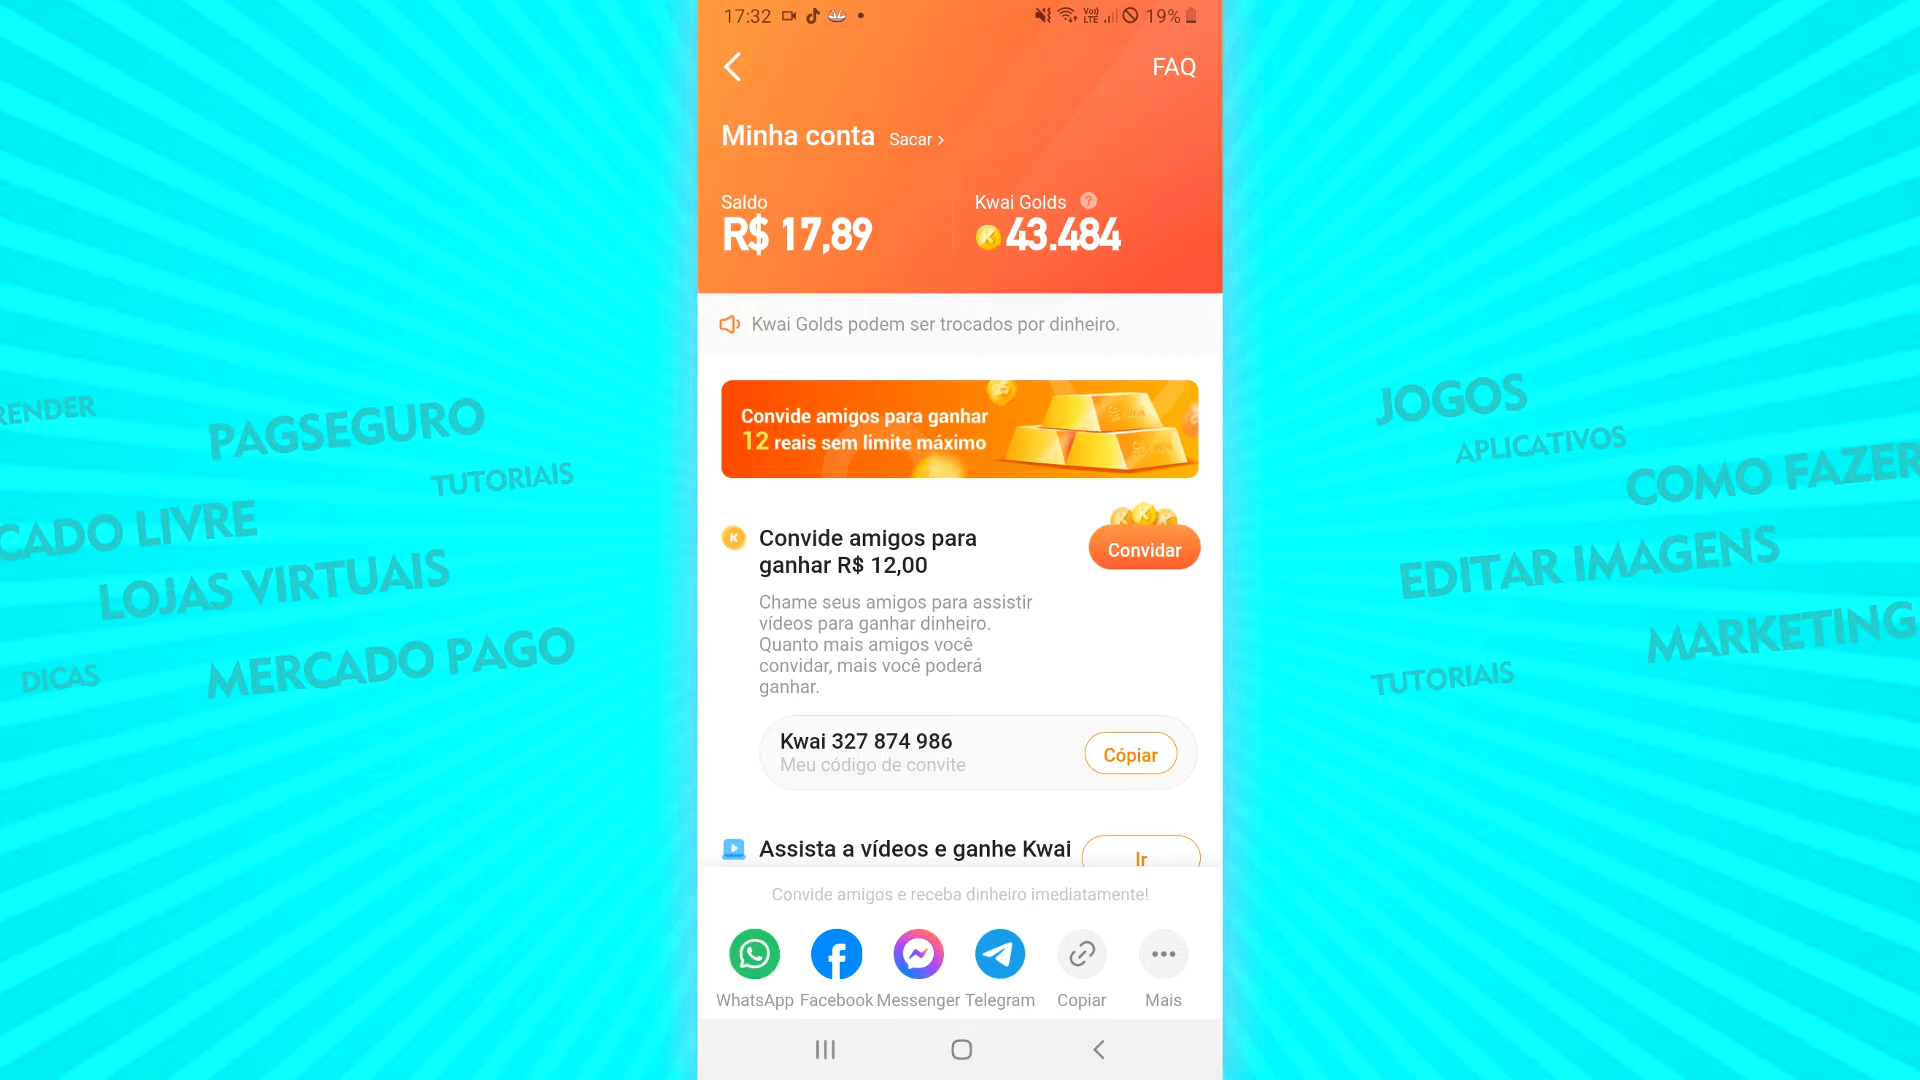 17:32
Vo))
LTE
19%
FAQ
Minha conta Sacar >
Saldo
Kwai Golds ?
R$ 17,89
43.484
Kwai Golds podem ser trocados por dinheiro.
Convide amigos para ganhar
12 reais sem limite máximo
Convide amigos para
ganhar R$ 12,00
Convidar
Chame seus amigos para assistir
vídeos para ganhar dinheiro.
Quanto mais amigos você
convidar, mais você poderá
ganhar.
Kwai 327 874 986
Meu código de convite
Cópiar
Assista a vídeos e ganhe Kwai
Ir
Convide amigos e receba dinheiro imediatamente!
WhatsApp Facebook Messenger Telegram Copiar Mais
RENDER
PAGSEGURO
TUTORIAIS
CADO LIVRE
LOJAS VIRTUAIS
MERCADO PAGO
DICAS
JOGOS
APLICATIVOS
COMO FAZER
EDITAR IMAGENS
MARKETING
TUTORIAIS